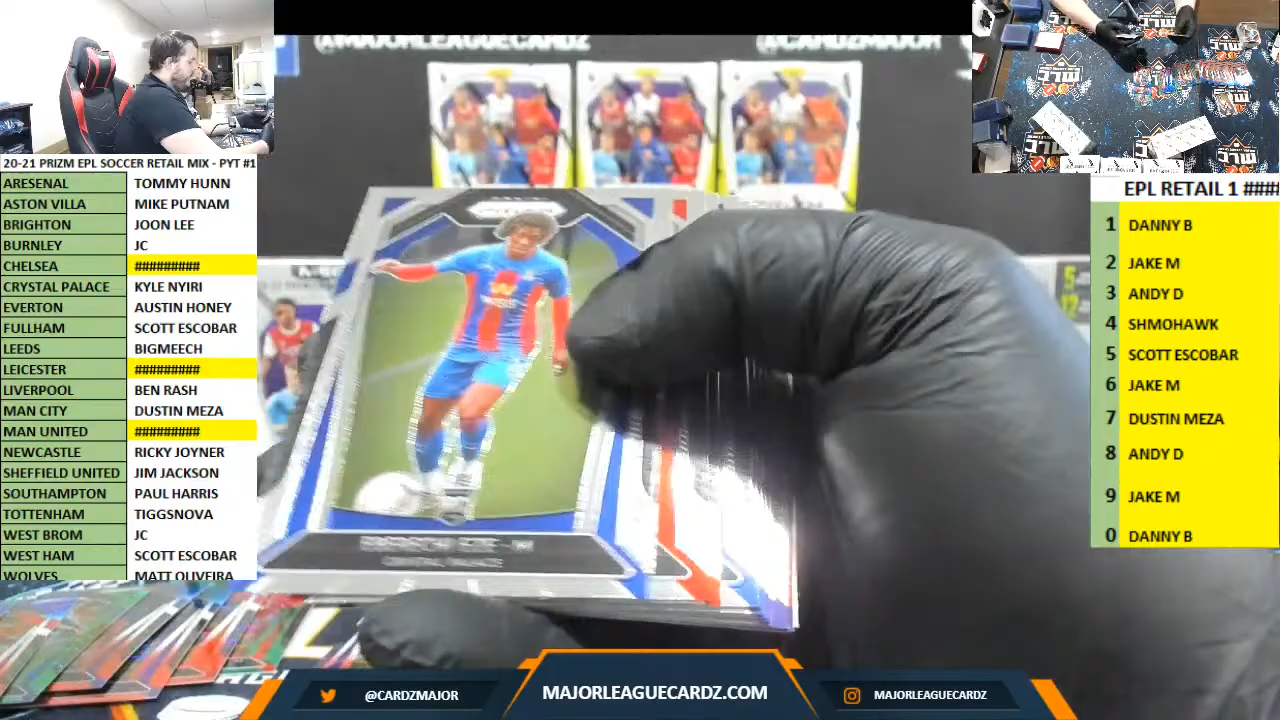 @MAJORLEAGUECARDZ
@CARDZMAJOR
20-21 PRIZM EPL SOCCER RETAIL MIX - PYT #1
ARESENAL TOMMY HUNN
ASTON VILLA MIKE PUTNAM
BRIGHTON JOON LEE
BURNLEY JC
CHELSEA #########
CRYSTAL PALACE KYLE NYIRI
EVERTON AUSTIN HONEY
FULLHAM SCOTT ESCOBAR
LEEDS BIGMEECH
LEICESTER #########
LIVERPOOL BEN RASH
MAN CITY DUSTIN MEZA
MAN UNITED #########
NEWCASTLE RICKY JOYNER
SHEFFIELD UNITED JIM JACKSON
SOUTHAMPTON PAUL HARRIS
TOTTENHAM TIGGSNOVA
WEST BROM JC
WEST HAM SCOTT ESCOBAR
WOLVES MATT OLIVEIRA
EPL RETAIL 1 ####
1 DANNY B
2 JAKE M
3 ANDY D
4 SHMOHAWK
5 SCOTT ESCOBAR
6 JAKE M
7 DUSTIN MEZA
8 ANDY D
9 JAKE M
0 DANNY B
@CARDZMAJOR
MAJORLEAGUECARDZ.COM
MAJORLEAGUECARDZ